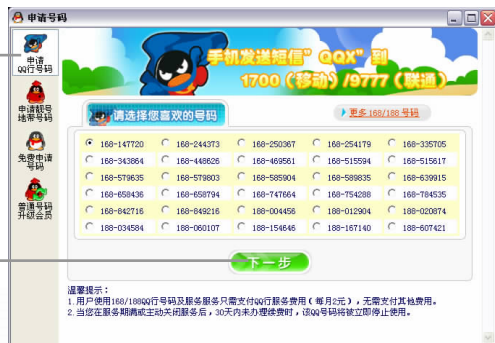 申请号码
申请
QQ行号码
申请靓号
地带号码
免费申请
号码
普通号码
升级会员
手机发送短信"QQX"到
1700（移动）/9777（联通）
请选择您喜欢的号码
更多 168/188 号码
168-147720 168-244373 168-250367 168-254179 168-335705
168-343864 168-448626 168-469561 168-515594 168-515617
168-579635 168-579803 168-585904 168-589835 168-639915
168-658436 168-658794 168-747664 168-754288 168-784535
168-842716 168-849216 188-004456 188-012904 188-020874
188-034584 188-060107 188-154646 188-167140 188-607421
下一步
温馨提示：
1.用户使用168/188QQ行号码及服务服务只需支付QQ行服务费用（每月2元），无需支付其他费用。
2.当您在服务期满或主动关闭服务后，30天内未办理续费时，该QQ号码将被立即停止使用。